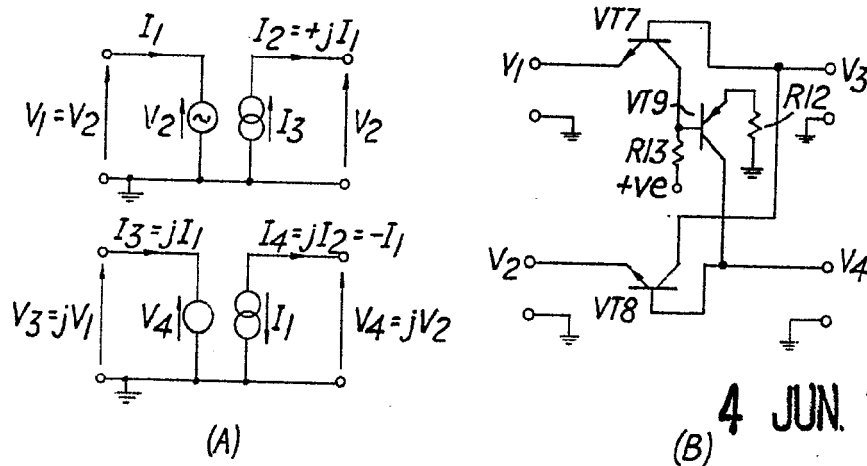 I1
I2=+jI1
V1=V2
V2
I3
V2
I3=jI1
I4=jI2=-I1
V3=jV1
V4
I1
V4=jV2
(A)
VT7
V1
V3
VT9
R12
R13
+ve
V2
V4
VT8
(B)
4 JUN.